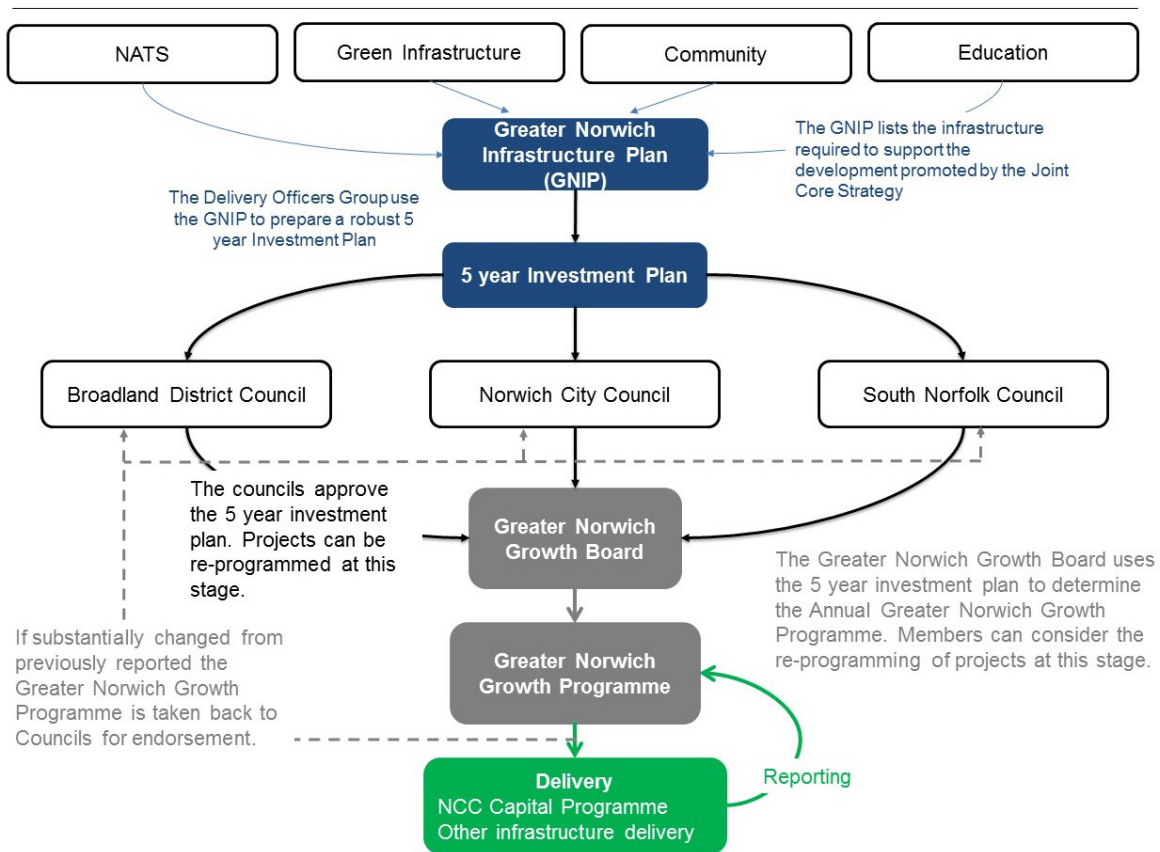 NATS
Green Infrastructure
Community
Education
Greater Norwich
Infrastructure Plan
(GNIP)
The GNIP lists the infrastructure
required to support the
development promoted by the Joint
Core Strategy
The Delivery Officers Group use
the GNIP to prepare a robust 5
year Investment Plan
5 year Investment Plan
Broadland District Council
Norwich City Council
South Norfolk Council
The councils approve
the 5 year investment
plan. Projects can be
re-programmed at this
stage.
Greater Norwich
Growth Board
The Greater Norwich Growth Board uses
the 5 year investment plan to determine
the Annual Greater Norwich Growth
Programme. Members can consider the
re-programming of projects at this stage.
If substantially changed from
previously reported the
Greater Norwich Growth
Programme is taken back to
Councils for endorsement.
Greater Norwich
Growth Programme
Reporting
Delivery
NCC Capital Programme
Other infrastructure delivery